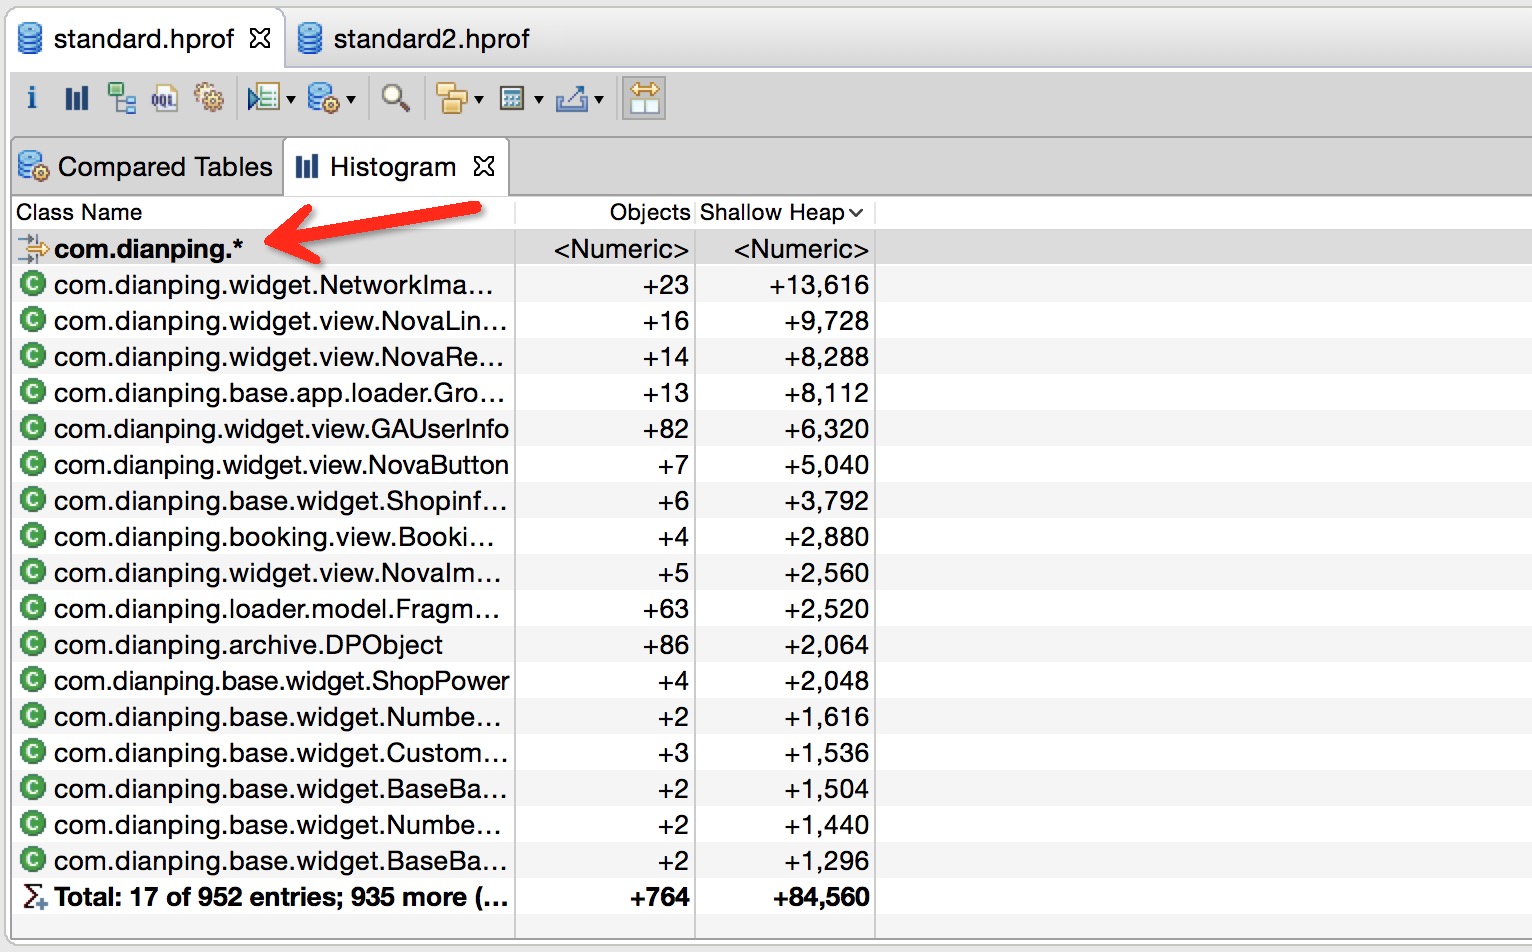 standard.hprof standard2.hprof
i OQL
Compared Tables Histogram
Class Name Objects Shallow Heap
com.dianping.* <Numeric> <Numeric>
C com.dianping.widget.NetworkIma... +23 +13,616
C com.dianping.widget.view.NovaLin... +16 +9,728
C com.dianping.widget.view.NovaRe... +14 +8,288
C com.dianping.base.app.loader.Gro... +13 +8,112
C com.dianping.widget.view.GAUserInfo +82 +6,320
C com.dianping.widget.view.NovaButton +7 +5,040
C com.dianping.base.widget.Shopinf... +6 +3,792
C com.dianping.booking.view.Booki... +4 +2,880
C com.dianping.widget.view.NovaIm... +5 +2,560
C com.dianping.loader.model.Fragm... +63 +2,520
C com.dianping.archive.DPObject +86 +2,064
C com.dianping.base.widget.ShopPower +4 +2,048
C com.dianping.base.widget.Numbe... +2 +1,616
C com.dianping.base.widget.Custom... +3 +1,536
C com.dianping.base.widget.BaseBa... +2 +1,504
C com.dianping.base.widget.Numbe... +2 +1,440
C com.dianping.base.widget.BaseBa... +2 +1,296
Σ+ Total: 17 of 952 entries; 935 more (... +764 +84,560